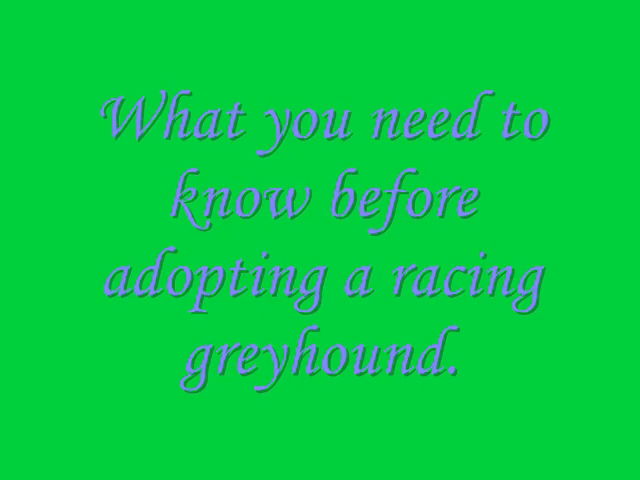 What you need to
know before
adopting a racing
greyhound.